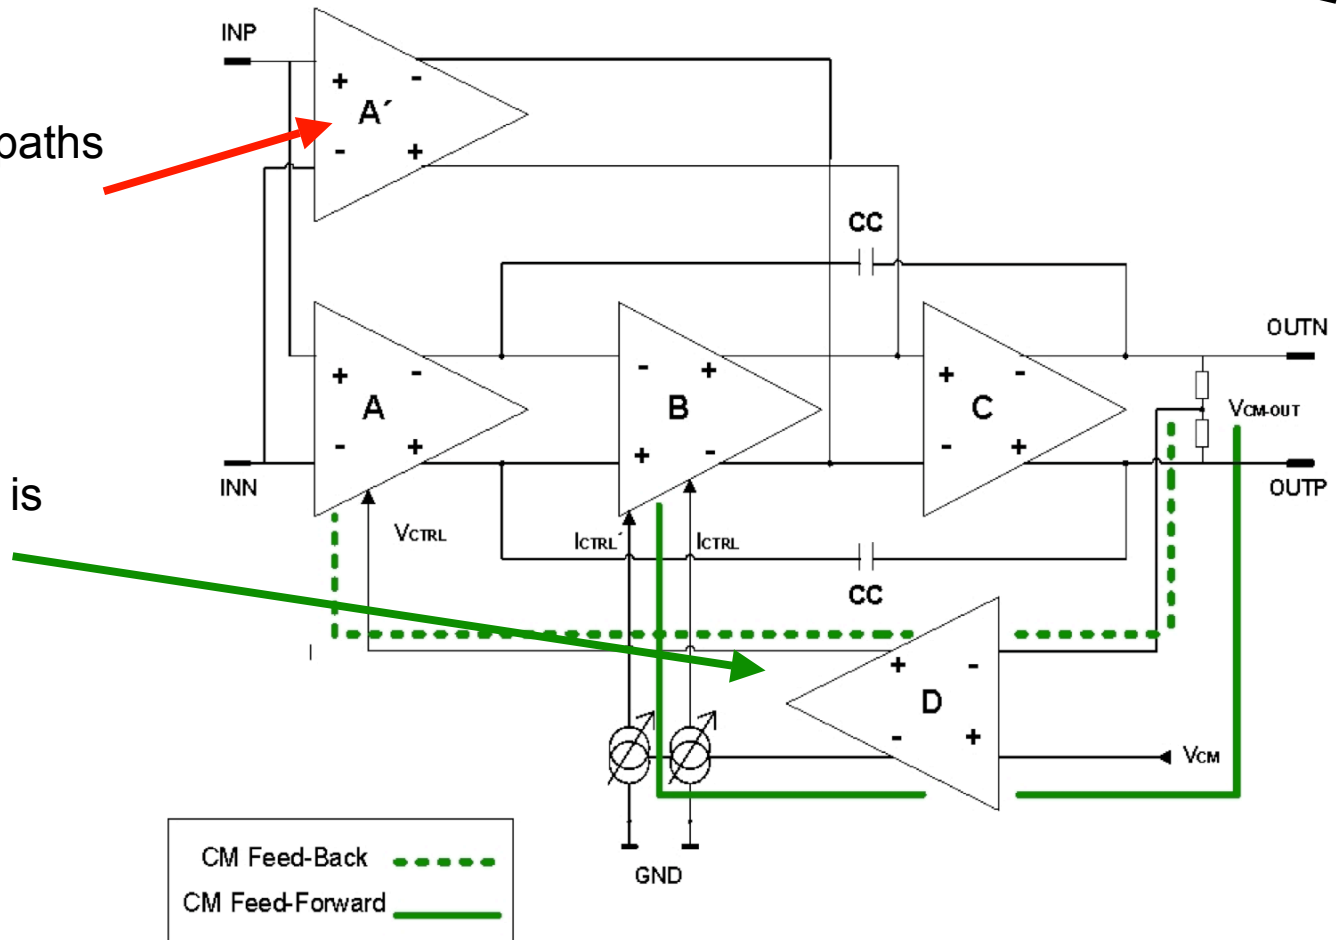 INP
+ -
A´
- +
paths
CC
OUTN
+ -
- +
+ -
A
B
C
VCM-OUT
- +
+ -
- +
INN
OUTP
is
VCTRL
ICTRL´
ICTRL
CC
+ -
D
- +
VCM
GND
CM Feed-Back
CM Feed-Forward